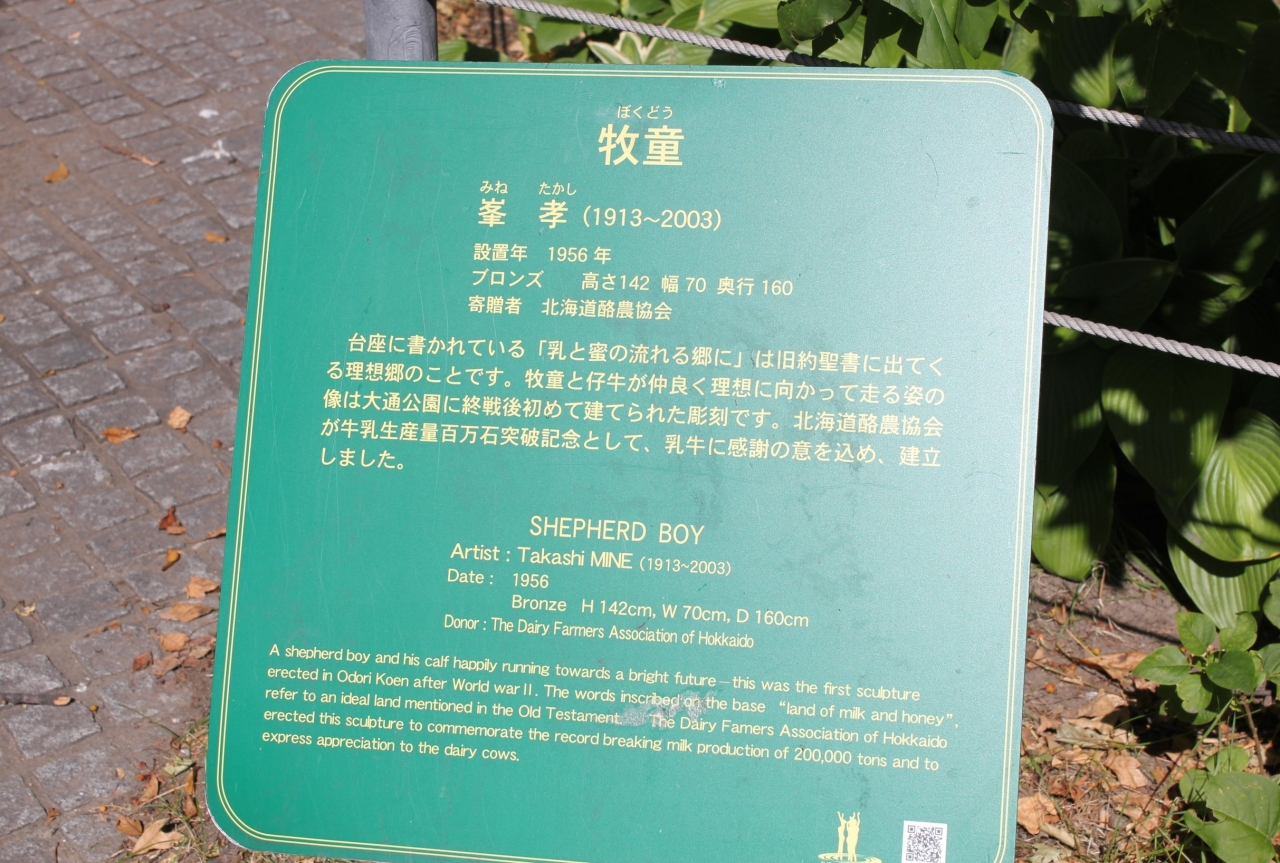 ぼくどう
牧童
みね たかし
峯 孝 (1913~2003)
設置年 1956 年
ブロンズ 高さ142 幅 70 奥行 160
寄贈者 北海道酪農協会
台座に書かれている「乳と蜜の流れる郷に」は旧約聖書に出てく
る理想郷のことです。牧童と仔牛が仲良く理想に向かって走る姿の
像は大通公園に終戦後初めて建てられた彫刻です。北海道酪農協会
が牛乳生産量百万石突破記念として、乳牛に感謝の意を込め、建立
しました。
SHEPHERD BOY
Artist : Takashi MINE (1913~2003)
Date : 1956
Bronze H 142cm, W 70cm, D 160cm
Donor : The Dairy Farmers Association of Hokkaido
A shepherd boy and his calf happily running towards a bright future—this was the first sculpture
erected in Odori Koen after World war II. The words inscribed on the base “land of milk and honey”,
refer to an ideal land mentioned in the Old Testament. The Dairy Famers Association of Hokkaido
erected this sculpture to commemorate the record breaking milk production of 200,000 tons and to
express appreciation to the dairy cows.